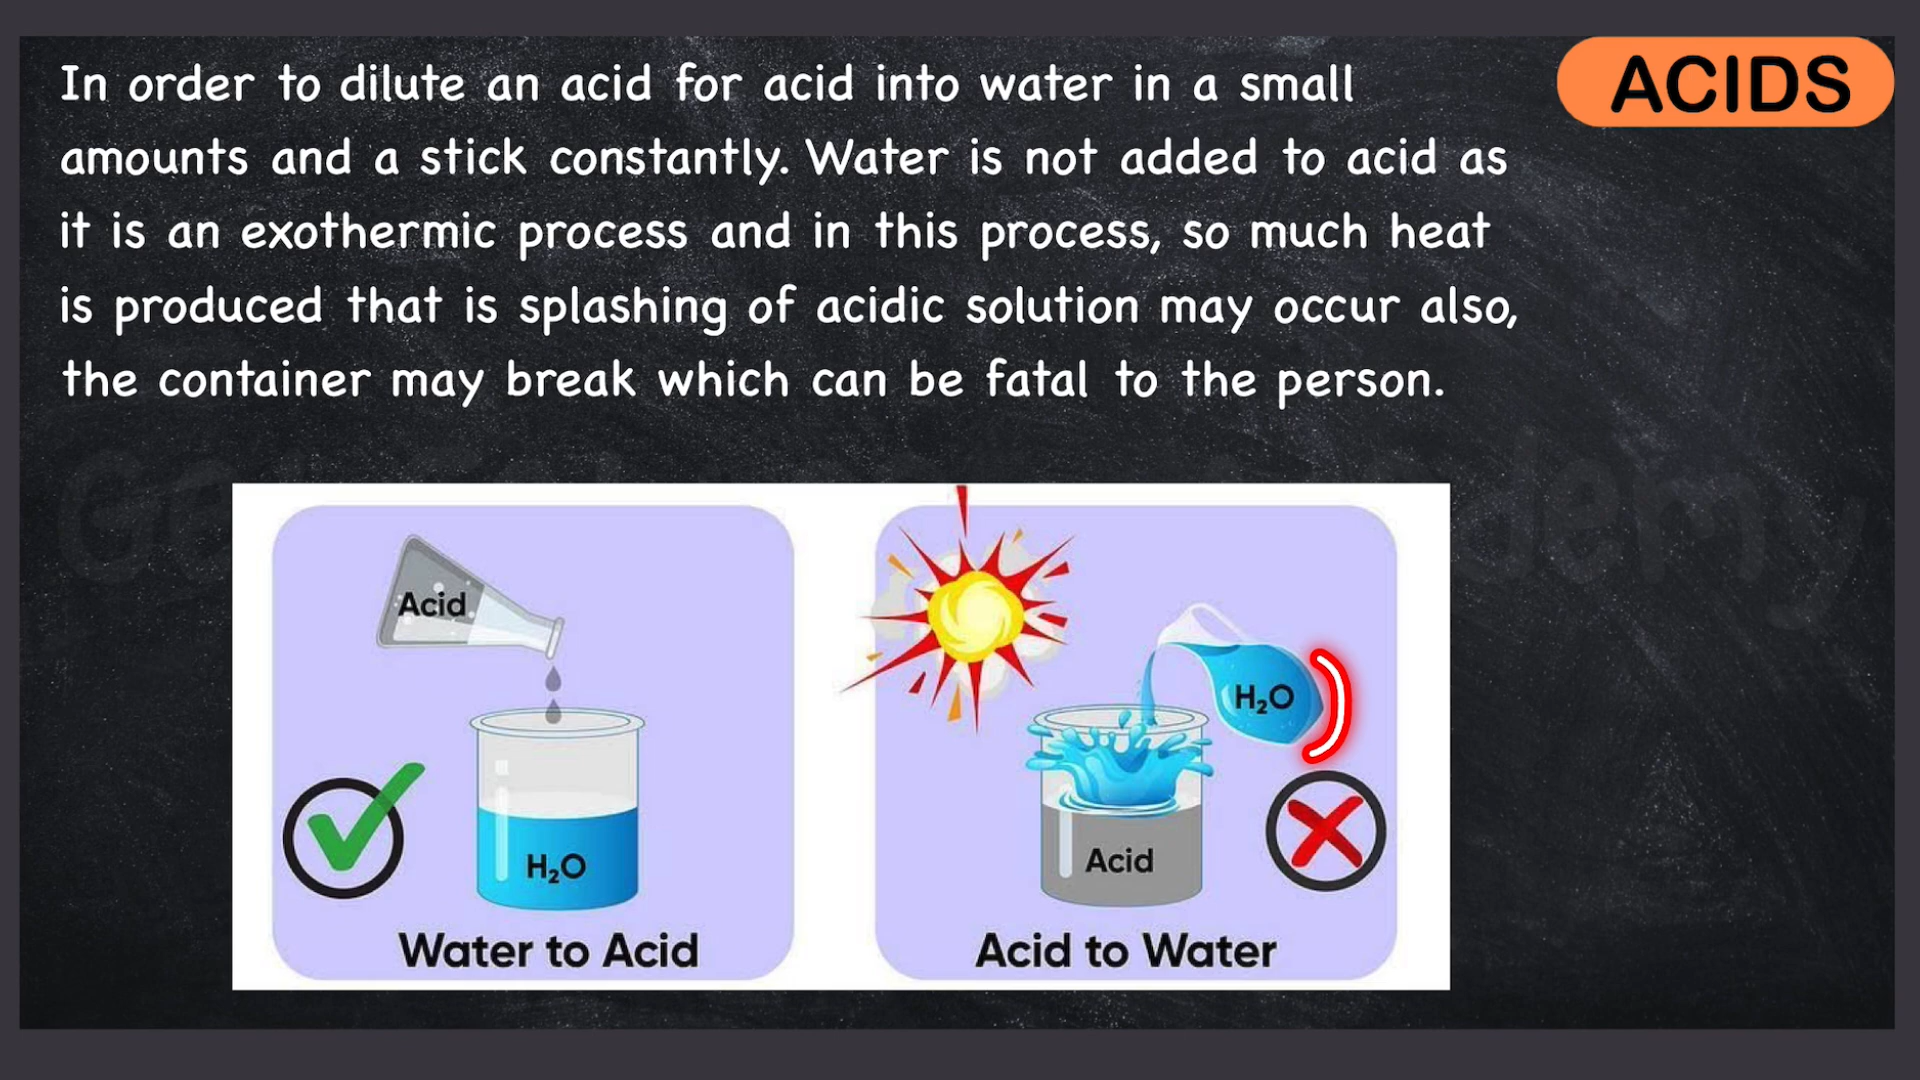 ACIDS
In order to dilute an acid for acid into water in a small
amounts and a stick constantly. Water is not added to acid as
it is an exothermic process and in this process, so much heat
is produced that is splashing of acidic solution may occur also,
the container may break which can be fatal to the person.
Acid
H₂O
Water to Acid
H₂O
Acid
Acid to Water